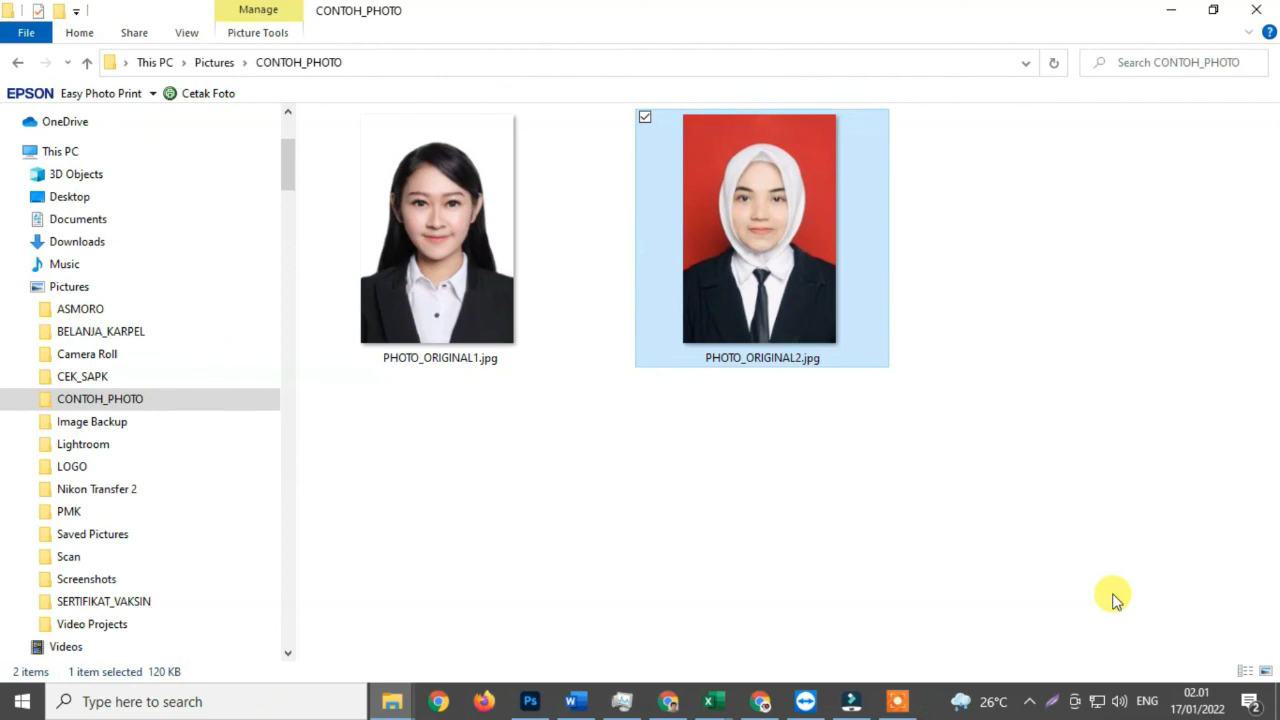 Manage
CONTOH_PHOTO
File
Home
Share
View
Picture Tools
This PC
Pictures
CONTOH_PHOTO
Search CONTOH_PHOTO
EPSON
Easy Photo Print
Cetak Foto
OneDrive
This PC
3D Objects
Desktop
Documents
Downloads
Music
Pictures
ASMORO
BELANJA_KARPEL
Camera Roll
CEK_SAPK
CONTOH_PHOTO
Image Backup
Lightroom
LOGO
Nikon Transfer 2
PMK
Saved Pictures
Scan
Screenshots
SERTIFIKAT_VAKSIN
Video Projects
Videos
PHOTO_ORIGINAL1.jpg
PHOTO_ORIGINAL2.jpg
2 items
1 item selected 120 KB
Type here to search
Ps
26°C
ENG
02.01
17/01/2022
2